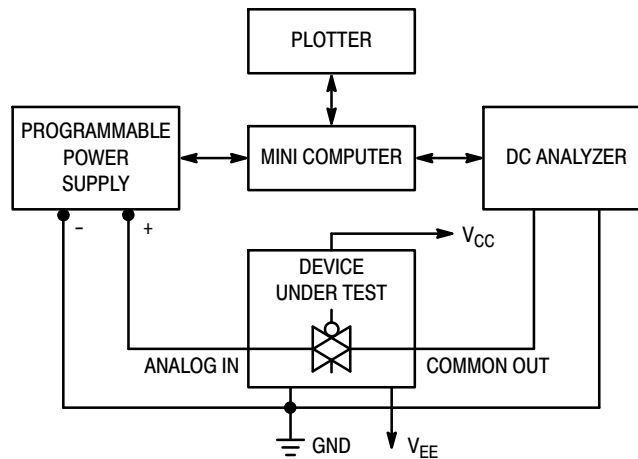 PLOTTER
PROGRAMMABLE
POWER
SUPPLY
MINI COMPUTER
DC ANALYZER
– +
VCC
DEVICE
UNDER TEST
ANALOG IN
COMMON OUT
GND
VEE